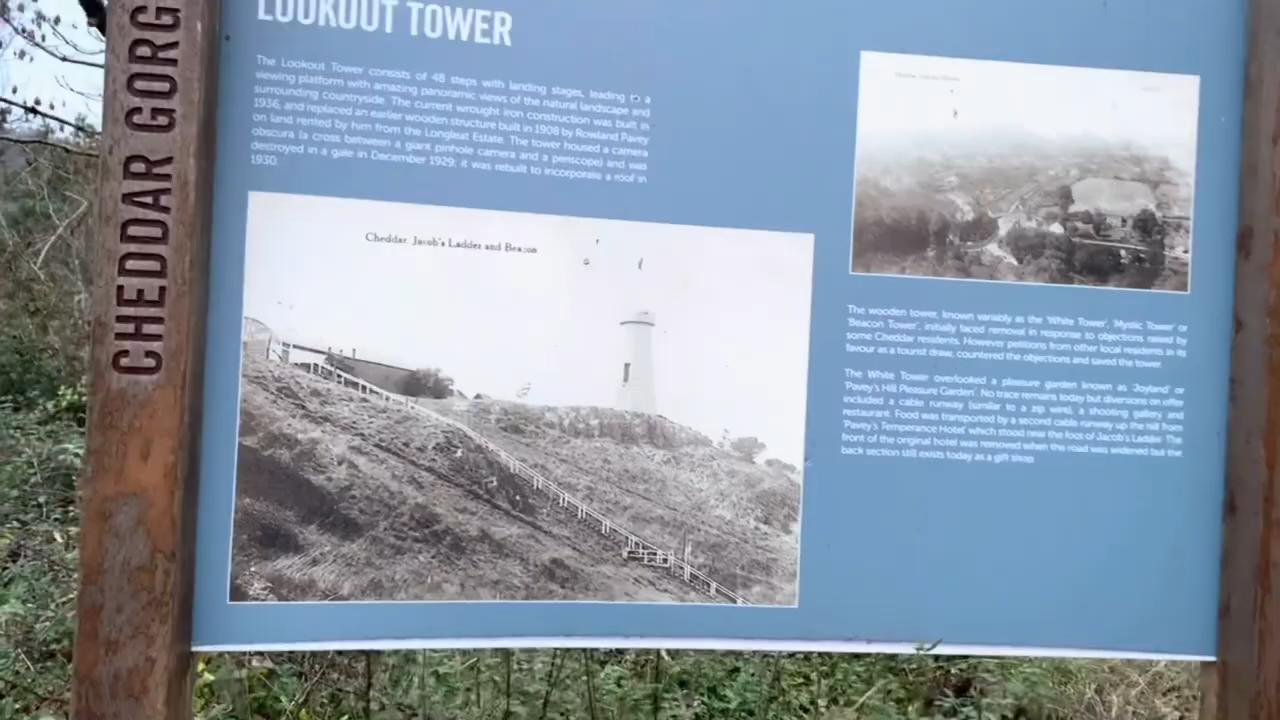 CHEDDAR GORG
LOOKOUT TOWER
The Lookout Tower consists of 48 steps with landing stages, leading to a
viewing platform with amazing panoramic views of the natural landscape and
surrounding countryside. The current wrought iron construction was built in
1936, and replaced an earlier wooden structure built in 1908 by Rowland Pavey
on land rented by him from the Longleat Estate. The tower housed a camera
obscura (a cross between a giant pinhole camera and a periscope) and was
destroyed in a gale in December 1929; it was rebuilt to incorporate a roof in
1930.
Cheddar. Jacob's Ladder and Beacon
The wooden tower, known variably as the 'White Tower', 'Mystic Tower' or
'Beacon Tower', initially faced removal in response to objections raised by
some Cheddar residents. However petitions from other local residents in its
favour as a tourist draw, countered the objections and saved the tower.
The White Tower overlooked a pleasure garden known as 'Joyland' or
'Pavey's Hill Pleasure Garden'. No trace remains today but diversions on offer
included a cable runway (similar to a zip wire), a shooting gallery and
restaurant. Food was transported by a second cable runway up the hill from
'Pavey's Temperance Hotel' which stood near the foot of Jacob's Ladder. The
front of the original hotel was removed when the road was widened but the
back section still exists today as a gift shop.